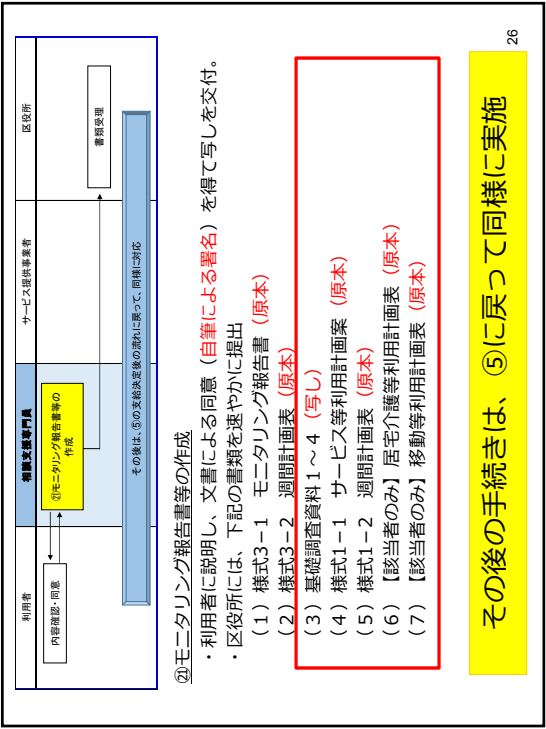 利用者
相談支援専門員
サービス提供事業者
区役所
内容確認・同意
㉑モニタリング報告書等の
作成
書類受理
その後は、⑤の支給決定後の流れに戻って、同様に対応
㉑モニタリング報告書等の作成
・利用者に説明し、文書による同意（自筆による署名）を得て写しを交付。
・区役所には、下記の書類を速やかに提出
（1）様式3－1　モニタリング報告書（原本）
（2）様式3－2　週間計画表（原本）
（3）基礎調査資料1～4（写し）
（4）様式1－1　サービス等利用計画案（原本）
（5）様式1－2　週間計画表（原本）
（6）【該当者のみ】居宅介護等利用計画表（原本）
（7）【該当者のみ】移動等利用計画表（原本）
その後の手続きは、⑤に戻って同様に実施
26